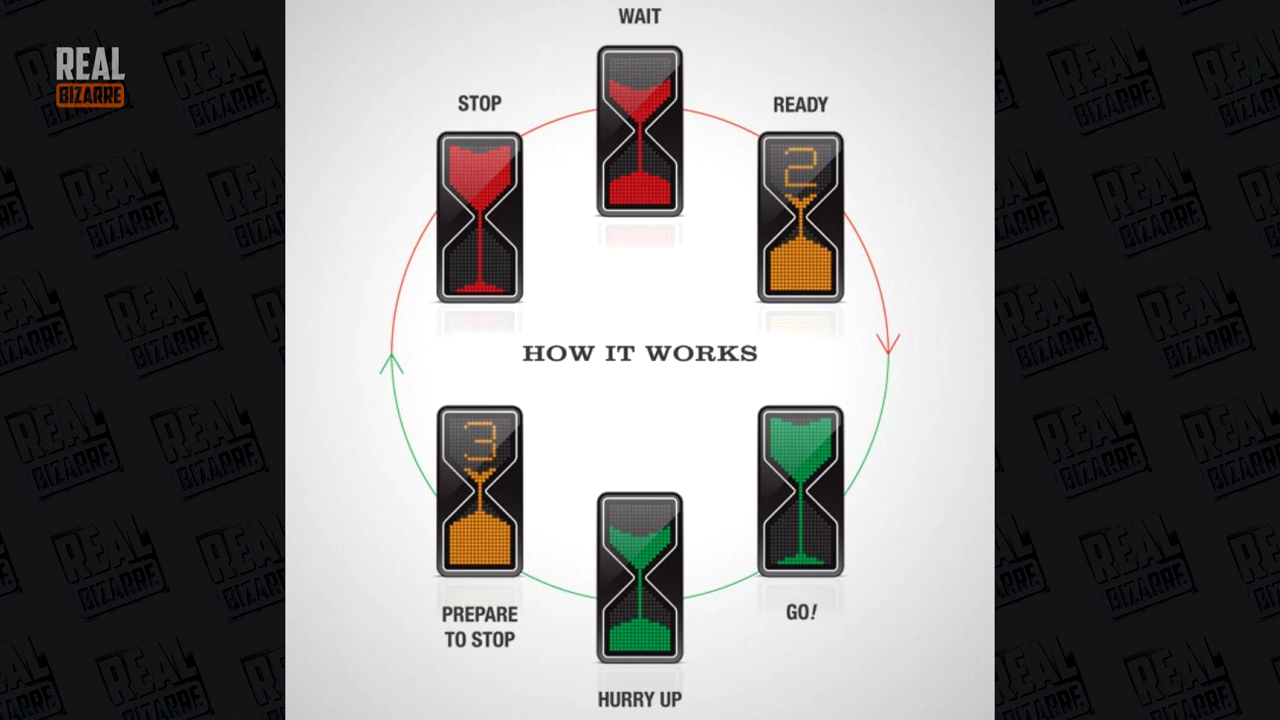 REAL
BIZARRE
WAIT
STOP
READY
2
HOW IT WORKS
3
PREPARE
TO STOP
GO!
HURRY UP